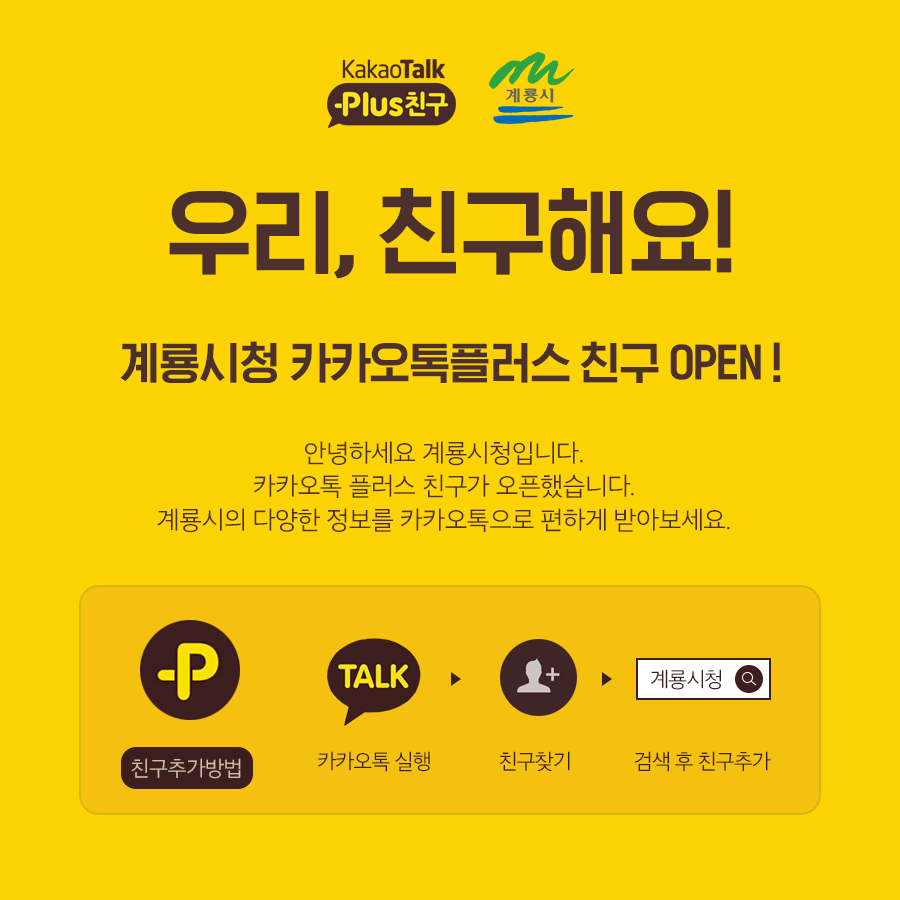 KakaoTalk
Plus친구
계룡시
우리, 친구해요!
계룡시청 카카오톡플러스 친구 OPEN !
안녕하세요 계룡시청입니다.
카카오톡 플러스 친구가 오픈했습니다.
계룡시의 다양한 정보를 카카오톡으로 편하게 받아보세요.
P
TALK
계룡시청
친구추가방법
카카오톡 실행
친구찾기
검색 후 친구추가